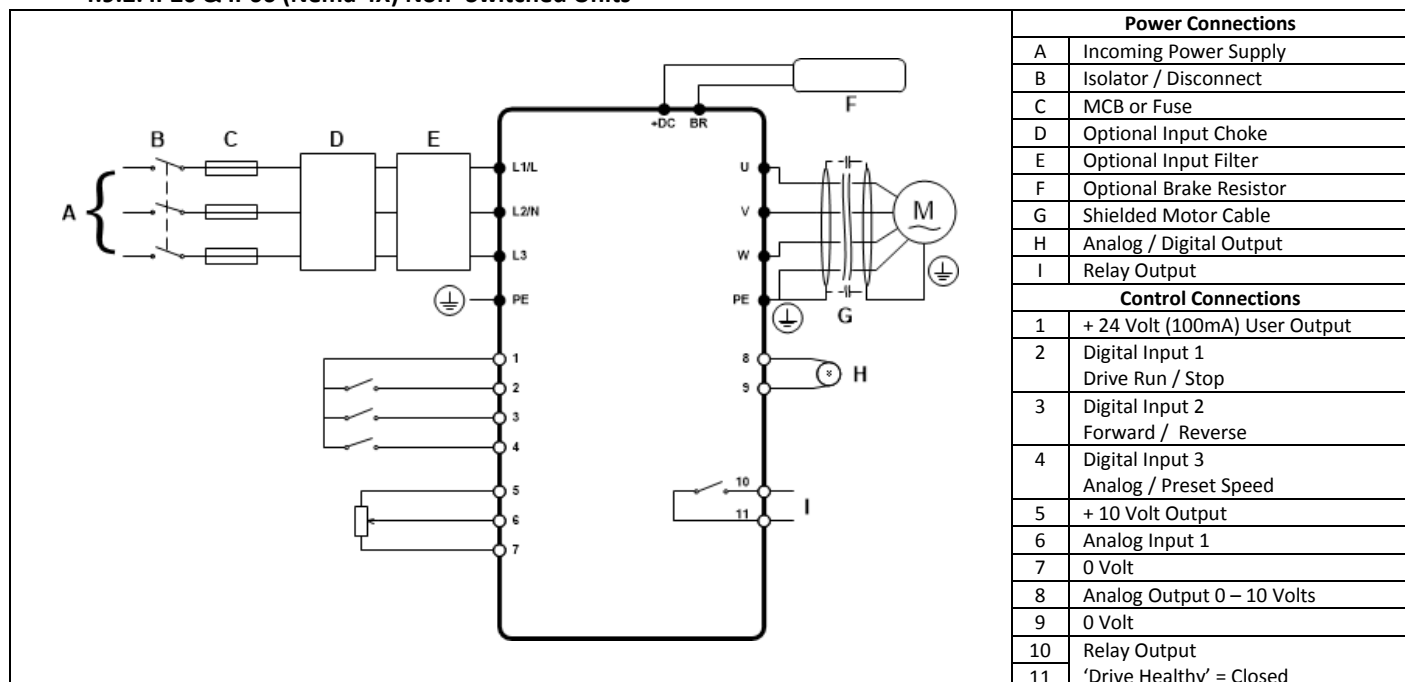 A
B
C
D
E
F
+DC BR
L1/L
L2/N
L3
PE
U
V
W
PE
M
G
1
2
3
4
5
6
7
8
9
H
10
11
I
Power Connections
A Incoming Power Supply
B Isolator / Disconnect
C MCB or Fuse
D Optional Input Choke
E Optional Input Filter
F Optional Brake Resistor
G Shielded Motor Cable
H Analog / Digital Output
I Relay Output
Control Connections
1 + 24 Volt (100mA) User Output
2 Digital Input 1
Drive Run / Stop
3 Digital Input 2
Forward / Reverse
4 Digital Input 3
Analog / Preset Speed
5 + 10 Volt Output
6 Analog Input 1
7 0 Volt
8 Analog Output 0 – 10 Volts
9 0 Volt
10 Relay Output
11 ‘Drive Healthy’ = Closed